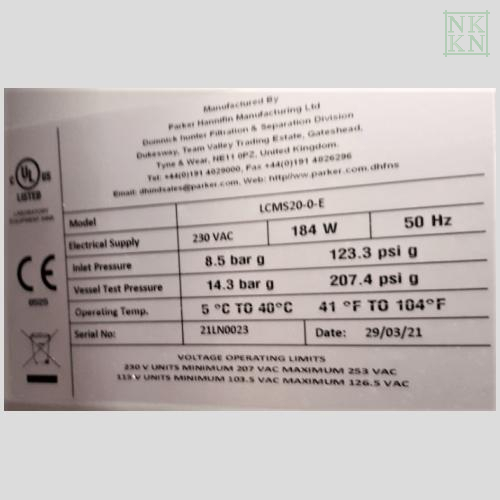 NK
KN
Manufactured By
Parker Hannifin Manufacturing Ltd
Domnick hunter Filtration & Separation Division
Dukesway, Team Valley Trading Estate, Gateshead,
Tyne & Wear, NE11 0PZ, United Kingdom
Tel: +44(0)191 4029000, Fax +44(0)191 4826296
Email: dhindsales@parker.com, Web: http//www.parker.com.dhfns
C UL US
LISTED
LABORATORY
Model LCMS20-0-E
Electrical Supply 230 VAC 184 W 50 Hz
Inlet Pressure 8.5 bar g 123.3 psi g
Vessel Test Pressure 14.3 bar g 207.4 psi g
Operating Temp. 5 °C TO 40°C 41 °F TO 104°F
Serial No: 21LN0023 Date: 29/03/21
CE
0525
VOLTAGE OPERATING LIMITS
230 V UNITS MINIMUM 207 VAC MAXIMUM 253 VAC
115 V UNITS MINIMUM 103.5 VAC MAXIMUM 126.5 VAC